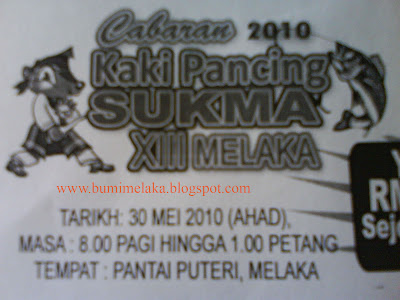 Cabaran 2010
Kaki Pancing
SUKMA
XIII MELAKA
www.bumimelaka.blogspot.com
TARIKH: 30 MEI 2010 (AHAD),
MASA : 8.00 PAGI HINGGA 1.00 PETANG
TEMPAT : PANTAI PUTERI, MELAKA